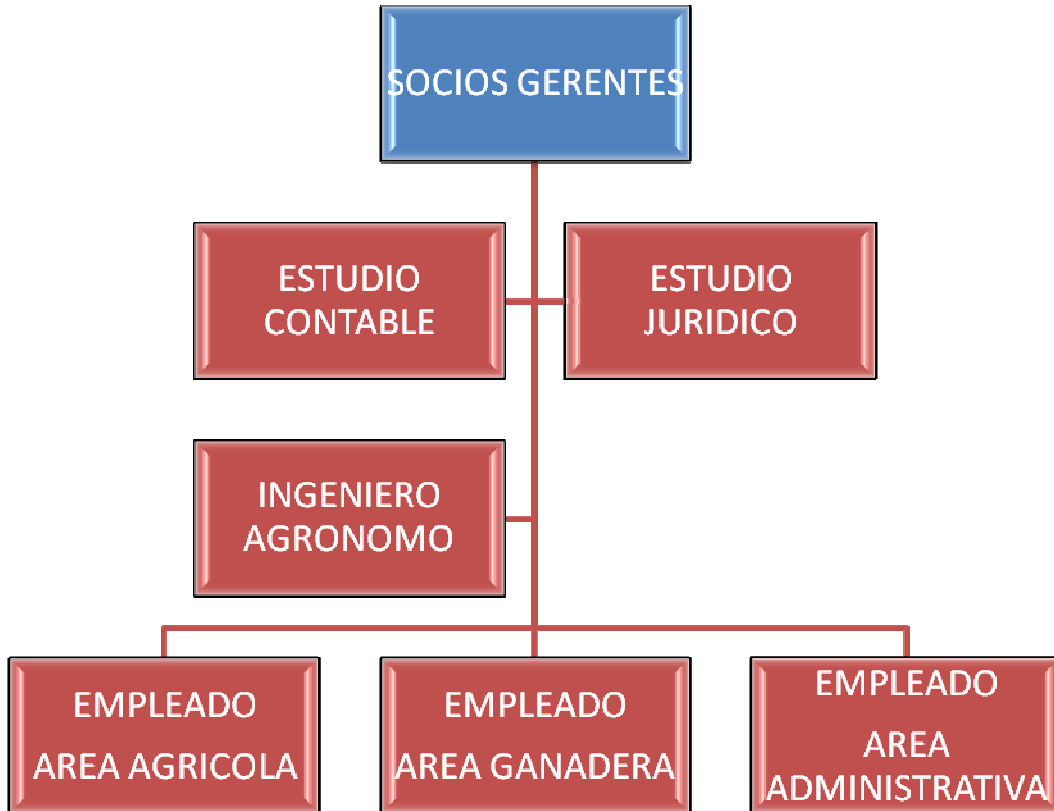 SOCIOS GERENTES
ESTUDIO
CONTABLE
ESTUDIO
JURIDICO
INGENIERO
AGRONOMO
EMPLEADO
AREA AGRICOLA
EMPLEADO
AREA GANADERA
EMPLEADO
AREA
ADMINISTRATIVA